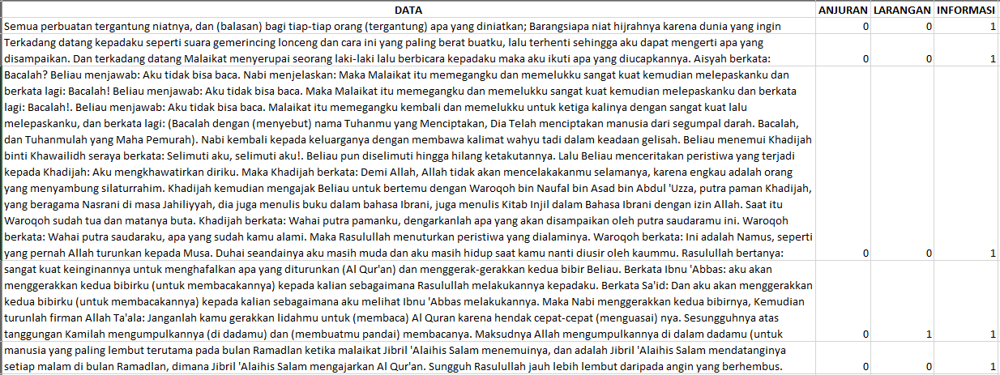 DATA ANJURAN LARANGAN INFORMASI
Semua perbuatan tergantung niatnya, dan (balasan) bagi tiap-tiap orang (tergantung) apa yang diniatkan; Barangsiapa niat hijrahnya karena dunia yang ingin 0 0 1
Terkadang datang kepadaku seperti suara gemerincing lonceng dan cara ini yang paling berat buatku, lalu terhenti sehingga aku dapat mengerti apa yang
disampaikan. Dan terkadang datang Malaikat menyerupai seorang laki-laki lalu berbicara kepadaku maka aku ikuti apa yang diucapkannya. Aisyah berkata: 0 0 1
Bacalah? Beliau menjawab: Aku tidak bisa baca. Nabi menjelaskan: Maka Malaikat itu memegangku dan memelukku sangat kuat kemudian melepaskanku dan
berkata lagi: Bacalah! Beliau menjawab: Aku tidak bisa baca. Maka Malaikat itu memegangku dan memelukku sangat kuat kemudian melepaskanku dan berkata
lagi: Bacalah!. Beliau menjawab: Aku tidak bisa baca. Malaikat itu memegangku kembali dan memelukku untuk ketiga kalinya dengan sangat kuat lalu
melepaskanku, dan berkata lagi: (Bacalah dengan (menyebut) nama Tuhanmu yang Menciptakan, Dia Telah menciptakan manusia dari segumpal darah. Bacalah,
dan Tuhanmulah yang Maha Pemurah). Nabi kembali kepada keluarganya dengan membawa kalimat wahyu tadi dalam keadaan gelisah. Beliau menemui Khadijah
binti Khawailidh seraya berkata: Selimuti aku, selimuti aku!. Beliau pun diselimuti hingga hilang ketakutannya. Lalu Beliau menceritakan peristiwa yang terjadi
kepada Khadijah: Aku mengkhawatirkan diriku. Maka Khadijah berkata: Demi Allah, Allah tidak akan mencelakakanmu selamanya, karena engkau adalah orang
yang menyambung silaturrahim. Khadijah kemudian mengajak Beliau untuk bertemu dengan Waroqoh bin Naufal bin Asad bin Abdul 'Uzza, putra paman Khadijah,
yang beragama Nasrani di masa Jahiliyyah, dia juga menulis buku dalam bahasa Ibrani, juga menulis Kitab Injil dalam Bahasa Ibrani dengan izin Allah. Saat itu
Waroqoh sudah tua dan matanya buta. Khadijah berkata: Wahai putra pamanku, dengarkanlah apa yang akan disampaikan oleh putra saudaramu ini. Waroqoh
berkata: Wahai putra saudaraku, apa yang sudah kamu alami. Maka Rasulullah menuturkan peristiwa yang dialaminya. Waroqoh berkata: Ini adalah Namus, seperti
yang pernah Allah turunkan kepada Musa. Duhai seandainya aku masih muda dan aku masih hidup saat kamu nanti diusir oleh kaummu. Rasulullah bertanya: 0 0 1
sangat kuat keinginannya untuk menghafalkan apa yang diturunkan (Al Qur'an) dan menggerak-gerakkan kedua bibir Beliau. Berkata Ibnu 'Abbas: aku akan
menggerakkan kedua bibirku (untuk membacakannya) kepada kalian sebagaimana Rasulullah melakukannya kepadaku. Berkata Sa'id: Dan aku akan menggerakkan
kedua bibirku (untuk membacakannya) kepada kalian sebagaimana aku melihat Ibnu 'Abbas melakukannya. Maka Nabi menggerakkan kedua bibirnya, Kemudian
turunlah firman Allah Ta'ala: Janganlah kamu gerakkan lidahmu untuk (membaca) Al Quran karena hendak cepat-cepat (menguasai) nya. Sesungguhnya atas
tanggungan Kamilah mengumpulkannya (di dadamu) dan (membuatmu pandai) membacanya. Maksudnya Allah mengumpulkannya di dalam dadamu (untuk 0 1 1
manusia yang paling lembut terutama pada bulan Ramadlan ketika malaikat Jibril 'Alaihis Salam menemuinya, dan adalah Jibril 'Alaihis Salam mendatanginya
setiap malam di bulan Ramadlan, dimana Jibril 'Alaihis Salam mengajarkan Al Qur'an. Sungguh Rasulullah jauh lebih lembut daripada angin yang berhembus. 0 0 1